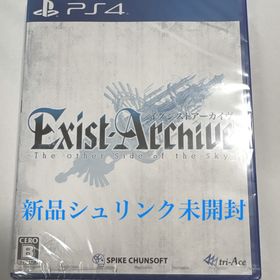 PS4
イグジストアーカイヴ
Exist Archive
-The Other Side of the Sky-
新品シュリンク未開封
CERO
B
SPIKE CHUNSOFT
tri-Ace